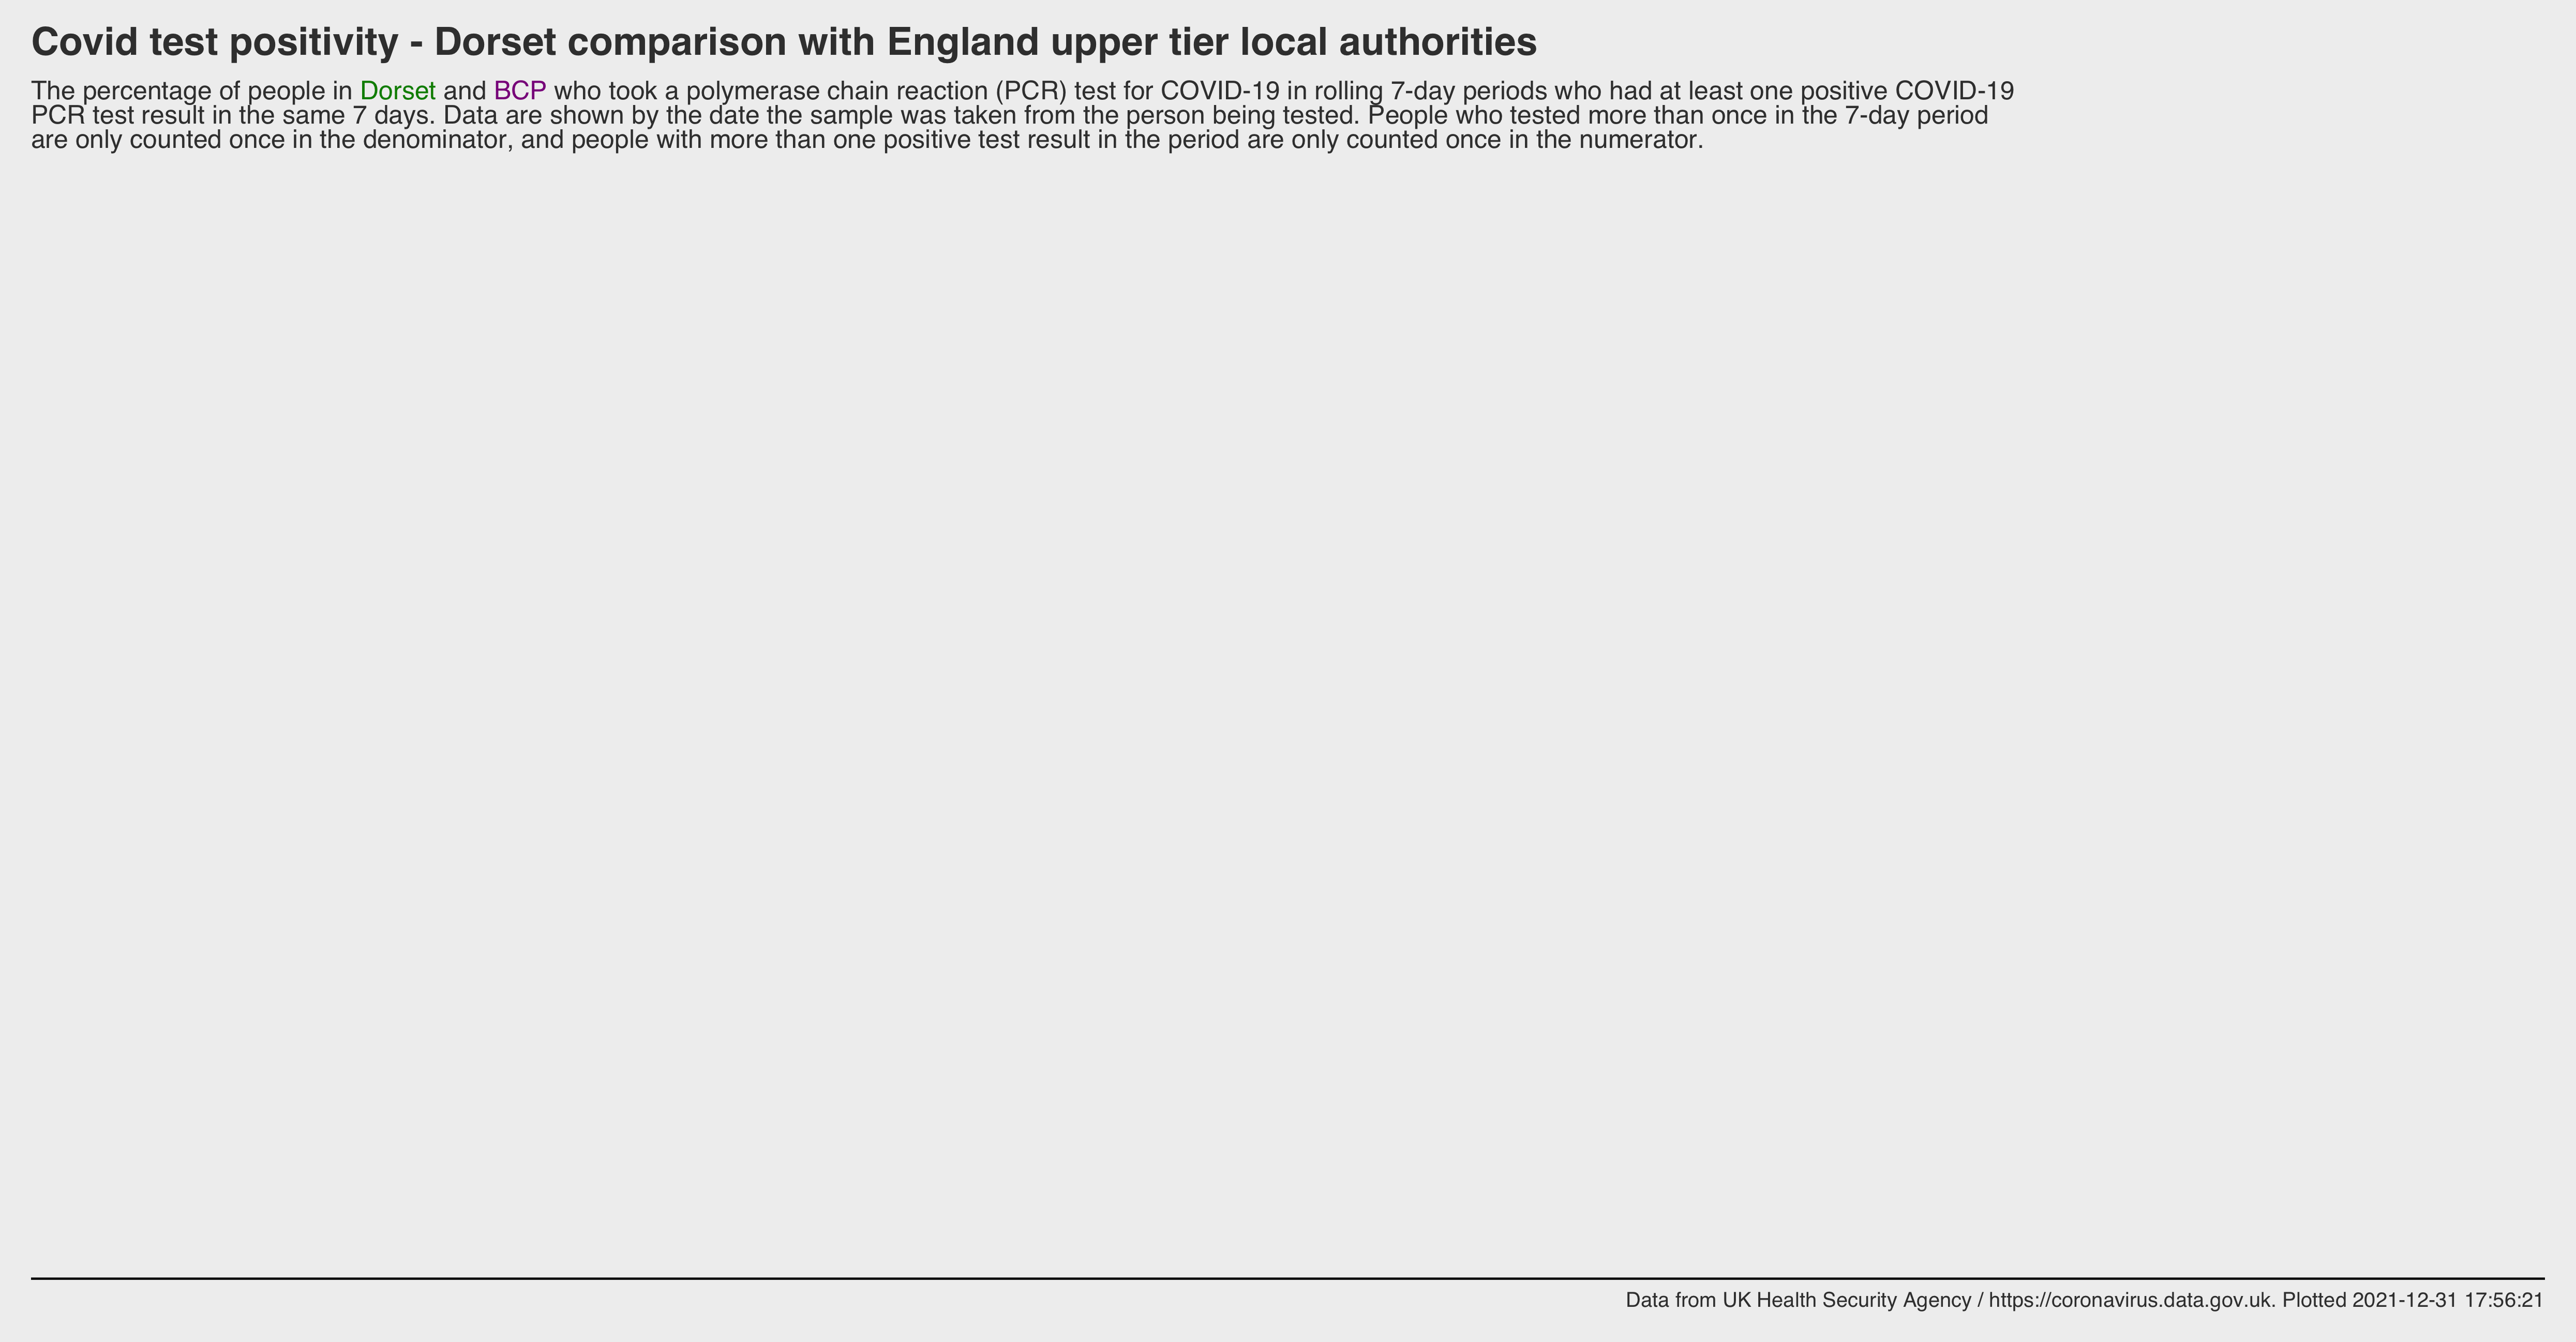 Covid test positivity - Dorset comparison with England upper tier local authorities
The percentage of people in Dorset and BCP who took a polymerase chain reaction (PCR) test for COVID-19 in rolling 7-day periods who had at least one positive COVID-19
PCR test result in the same 7 days. Data are shown by the date the sample was taken from the person being tested. People who tested more than once in the 7-day period
are only counted once in the denominator, and people with more than one positive test result in the period are only counted once in the numerator.
Data from UK Health Security Agency / https://coronavirus.data.gov.uk. Plotted 2021-12-31 17:56:21